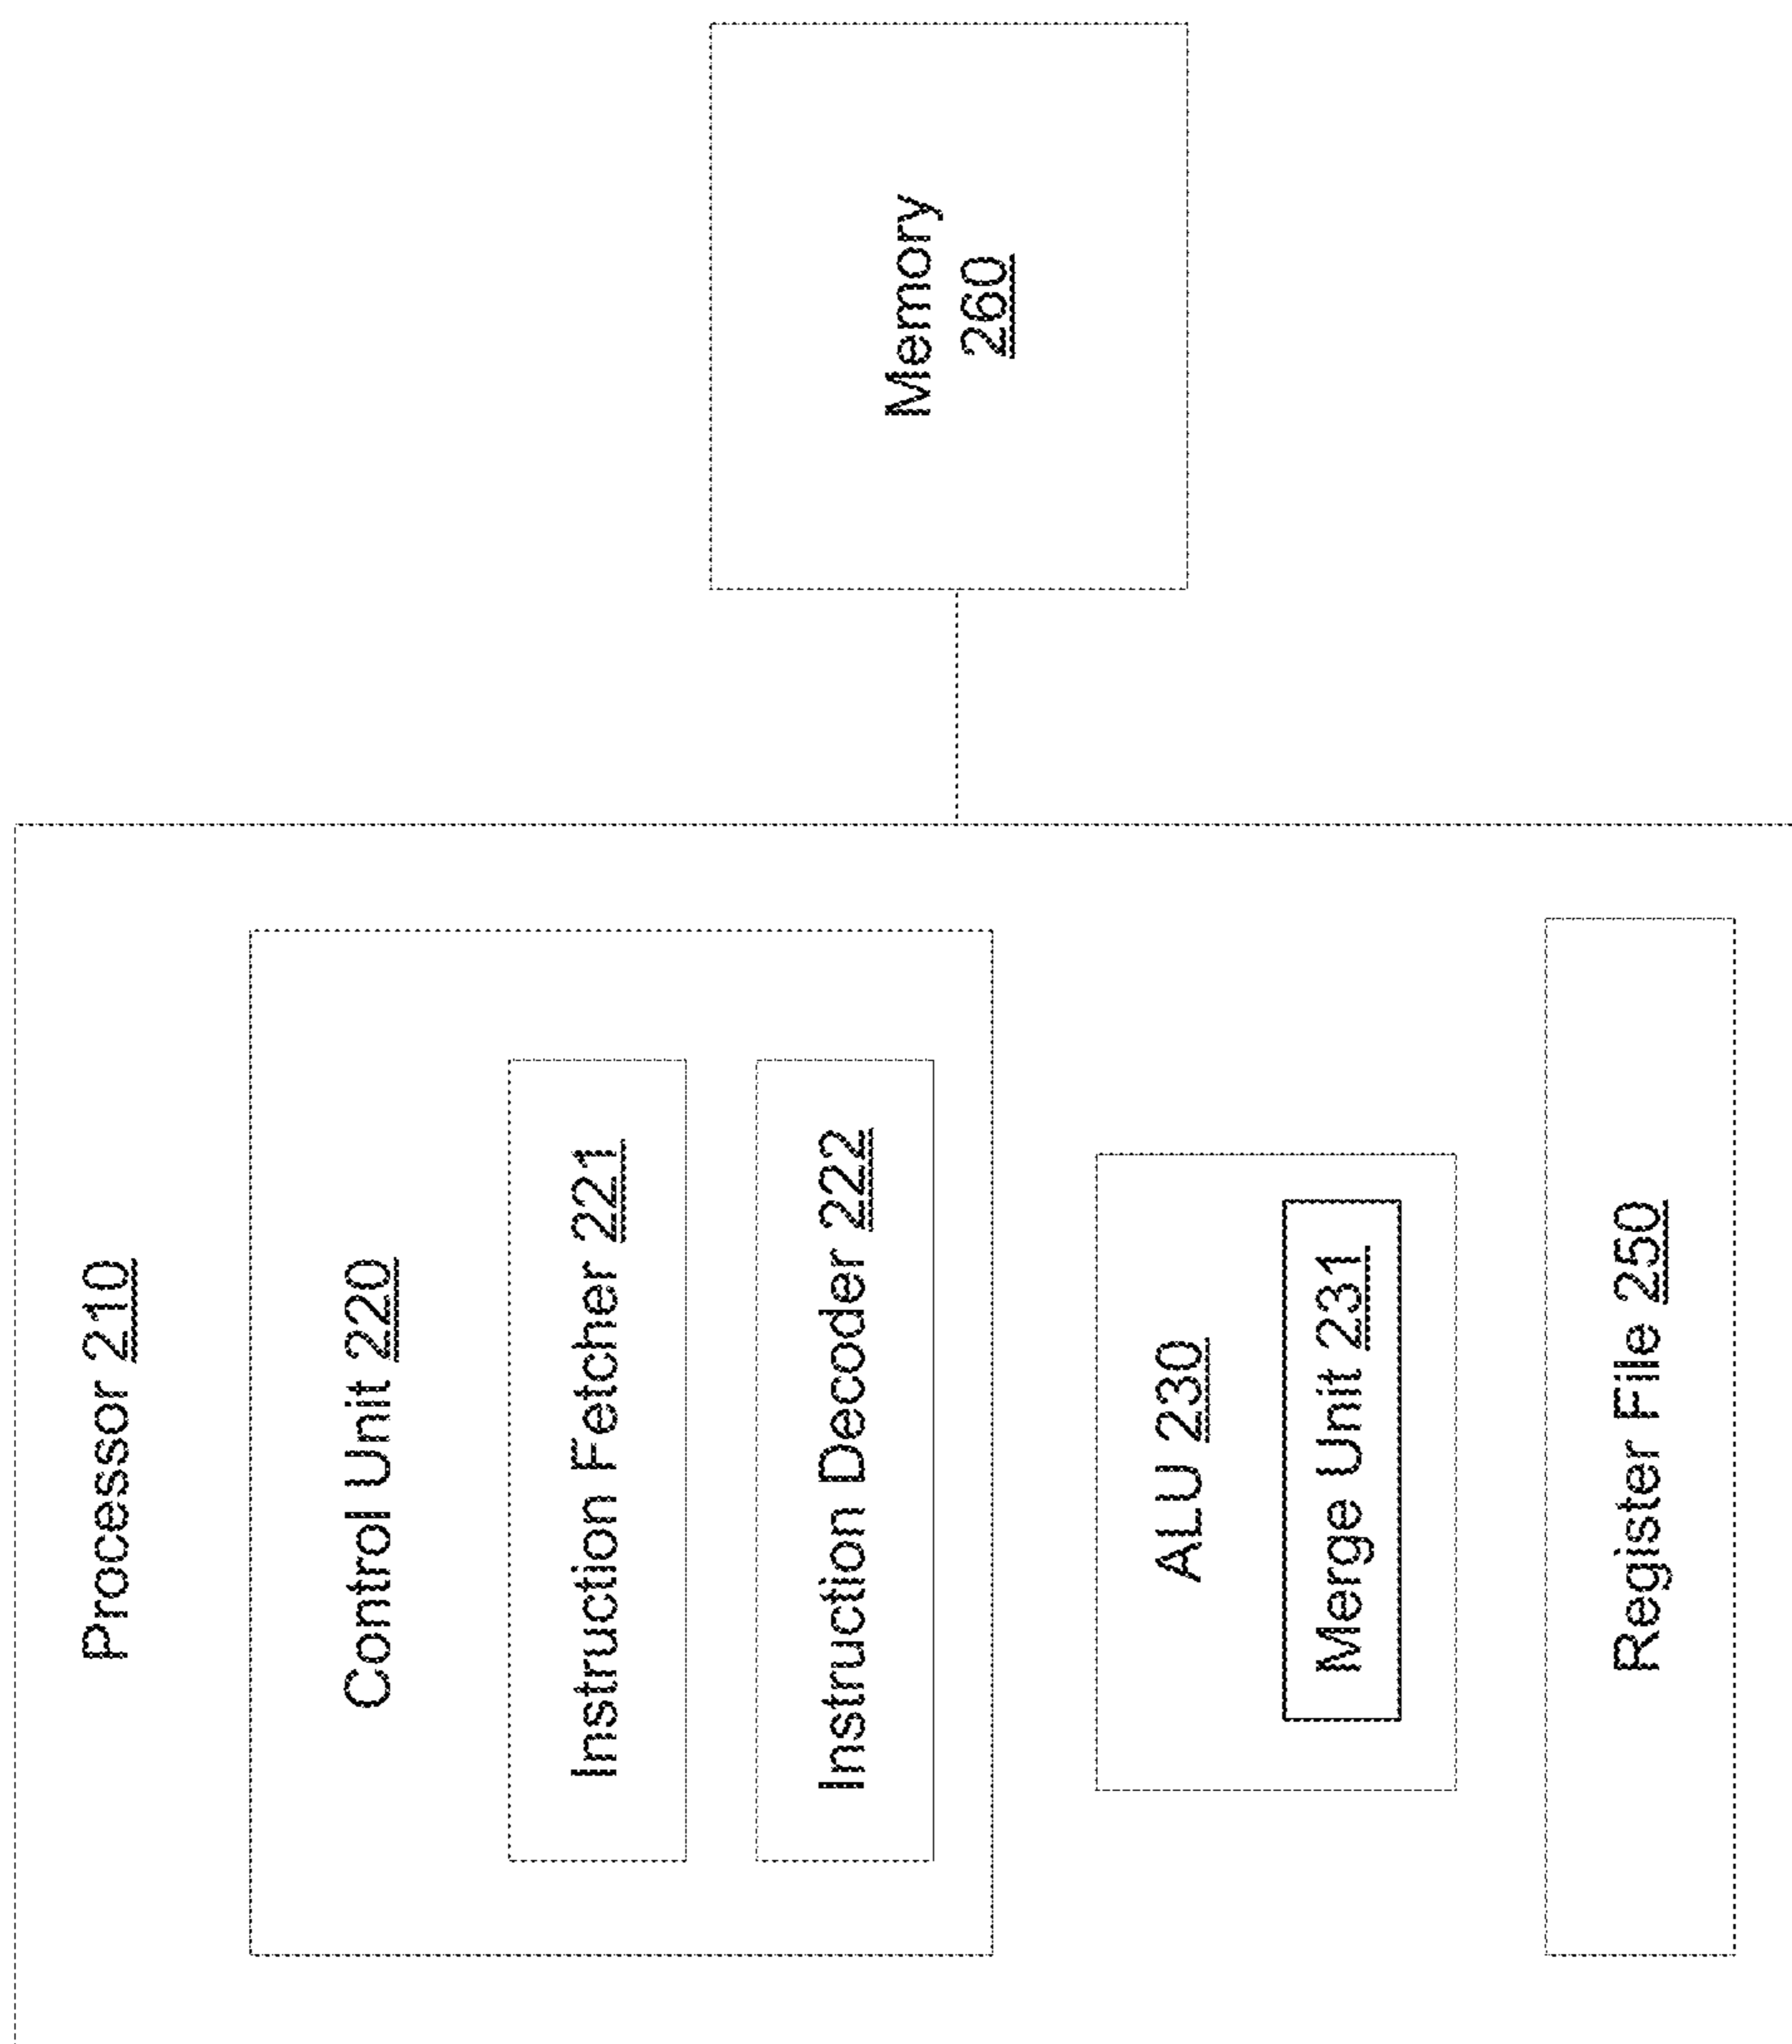 Processor 210
Control Unit 220
Instruction Fetcher 221
Instruction Decoder 222
ALU 230
Merge Unit 231
Register File 250
Memory
260